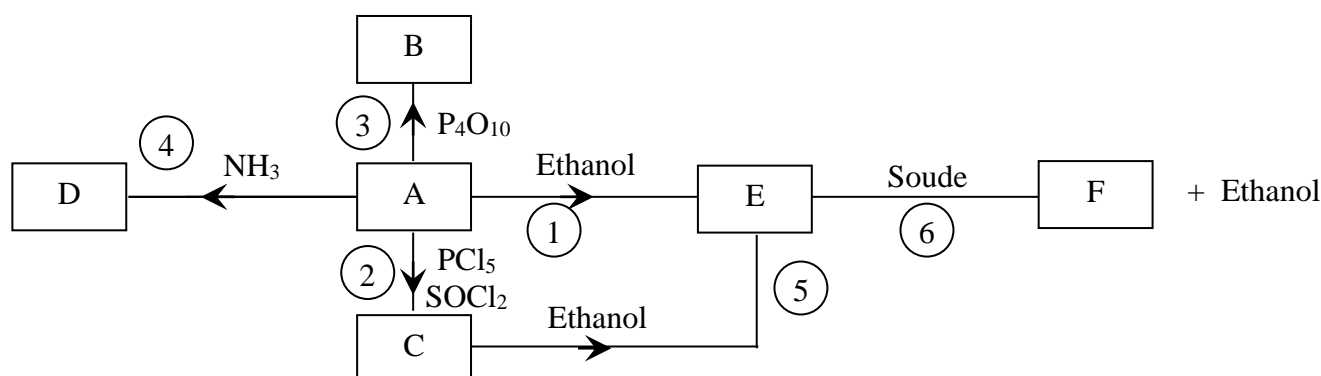 B
3
P₄O₁₀
4
NH₃
Ethanol
Soude
D
A
E
F
+ Ethanol
1
6
2
PCl₅
SOCl₂
5
Ethanol
C